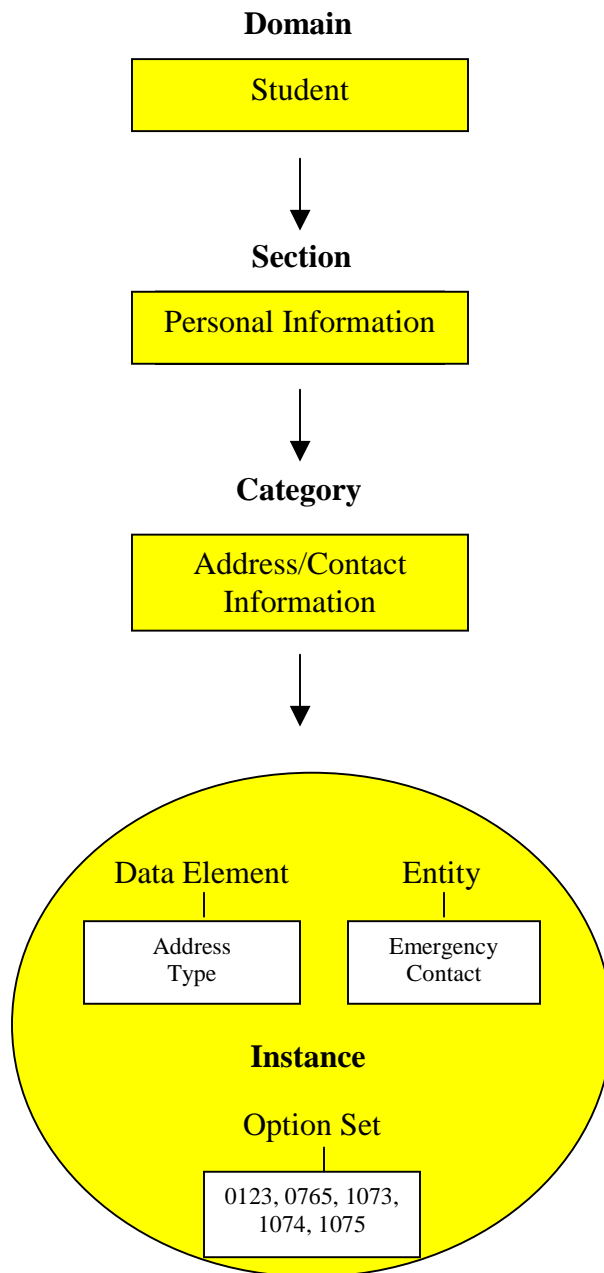 Domain
Student
Section
Personal Information
Category
Address/Contact
Information
Data Element
Entity
Address
Type
Emergency
Contact
Instance
Option Set
0123, 0765, 1073,
1074, 1075